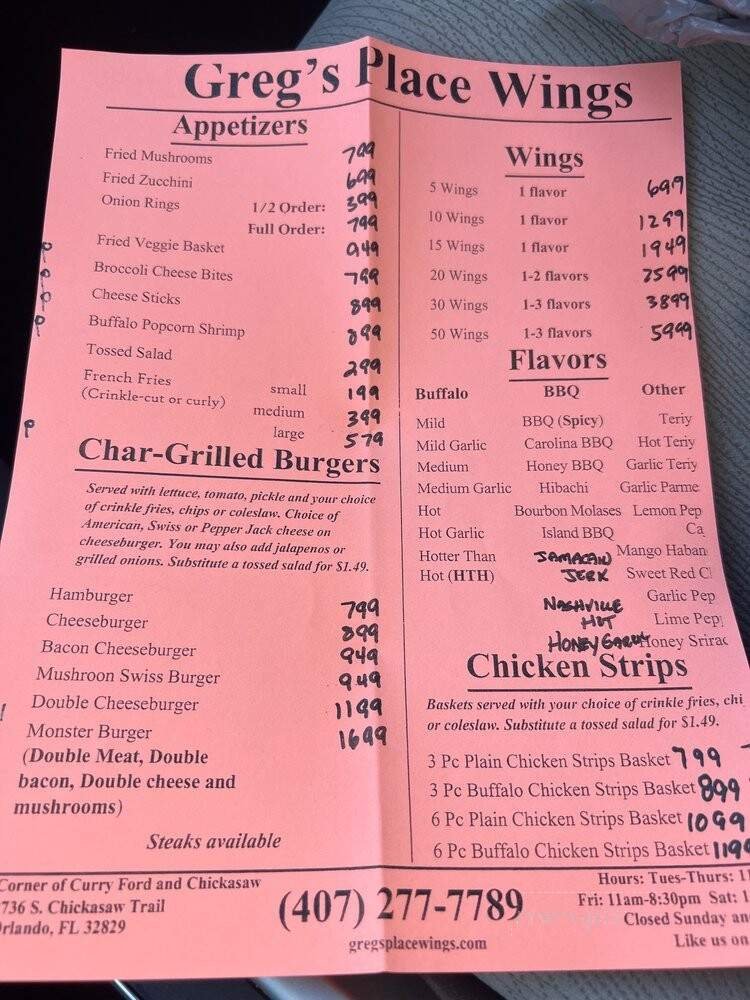 Greg's Place Wings
Appetizers
Fried Mushrooms 799
Fried Zucchini 699
Onion Rings 1/2 Order: 399
Full Order: 799
Fried Veggie Basket 949
Broccoli Cheese Bites 799
Cheese Sticks 899
Buffalo Popcorn Shrimp 899
Tossed Salad 299
French Fries small 199
(Crinkle-cut or curly) medium 399
large 579
Char-Grilled Burgers
Served with lettuce, tomato, pickle and your choice
of crinkle fries, chips or coleslaw. Choice of
American, Swiss or Pepper Jack cheese on
cheeseburger. You may also add jalapenos or
grilled onions. Substitute a tossed salad for $1.49.
Hamburger 799
Cheeseburger 899
Bacon Cheeseburger 949
Mushroon Swiss Burger 949
Double Cheeseburger 1199
Monster Burger 1699
(Double Meat, Double
bacon, Double cheese and
mushrooms)
Steaks available
Wings
5 Wings 1 flavor 699
10 Wings 1 flavor 1299
15 Wings 1 flavor 1949
20 Wings 1-2 flavors 2599
30 Wings 1-3 flavors 3899
50 Wings 1-3 flavors 5999
Flavors
Buffalo BBQ Other
Mild BBQ (Spicy) Teriy
Mild Garlic Carolina BBQ Hot Teriy
Medium Honey BBQ Garlic Teriy
Medium Garlic Hibachi Garlic Parme
Hot Bourbon Molases Lemon Pep
Hot Garlic Island BBQ Ca
Hotter Than JAMACAN Mango Haban
Hot (HTH) JERK Sweet Red C
Garlic Pep
NASHVILLE Lime Pep
HOT
HONEY GARLIC Honey Srirac
Chicken Strips
Baskets served with your choice of crinkle fries, chi
or coleslaw. Substitute a tossed salad for $1.49.
3 Pc Plain Chicken Strips Basket 799
3 Pc Buffalo Chicken Strips Basket 899
6 Pc Plain Chicken Strips Basket 1099
6 Pc Buffalo Chicken Strips Basket 1199
Corner of Curry Ford and Chickasaw
736 S. Chickasaw Trail
Orlando, FL 32829
(407) 277-7789
gregsplacewings.com
Hours: Tues-Thurs: 11
Fri: 11am-8:30pm Sat: 1
Closed Sunday an
Like us on